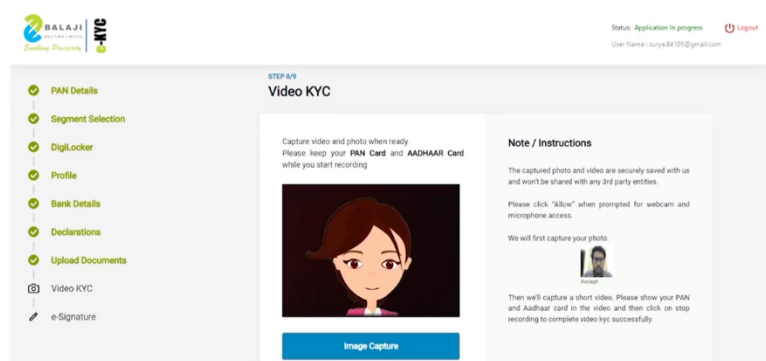 BALAJI
Enabling Prosperity
e-KYC
Status: Application in progress
Logout
User Name : surya.84105@gmail.com
PAN Details
Segment Selection
DigiLocker
Profile
Bank Details
Declarations
Upload Documents
Video KYC
e-Signature
STEP 8/9
Video KYC
Capture video and photo when ready.
Please keep your PAN Card and AADHAAR Card
while you start recording
Image Capture
Note / Instructions
The captured photo and video are securely saved with us
and won't be shared with any 3rd party entities.
Please click "Allow" when prompted for webcam and
microphone access.
We will first capture your photo.
Accept
Then we'll capture a short video. Please show your PAN
and Aadhaar card in the video and then click on stop
recording to complete video kyc successfully.